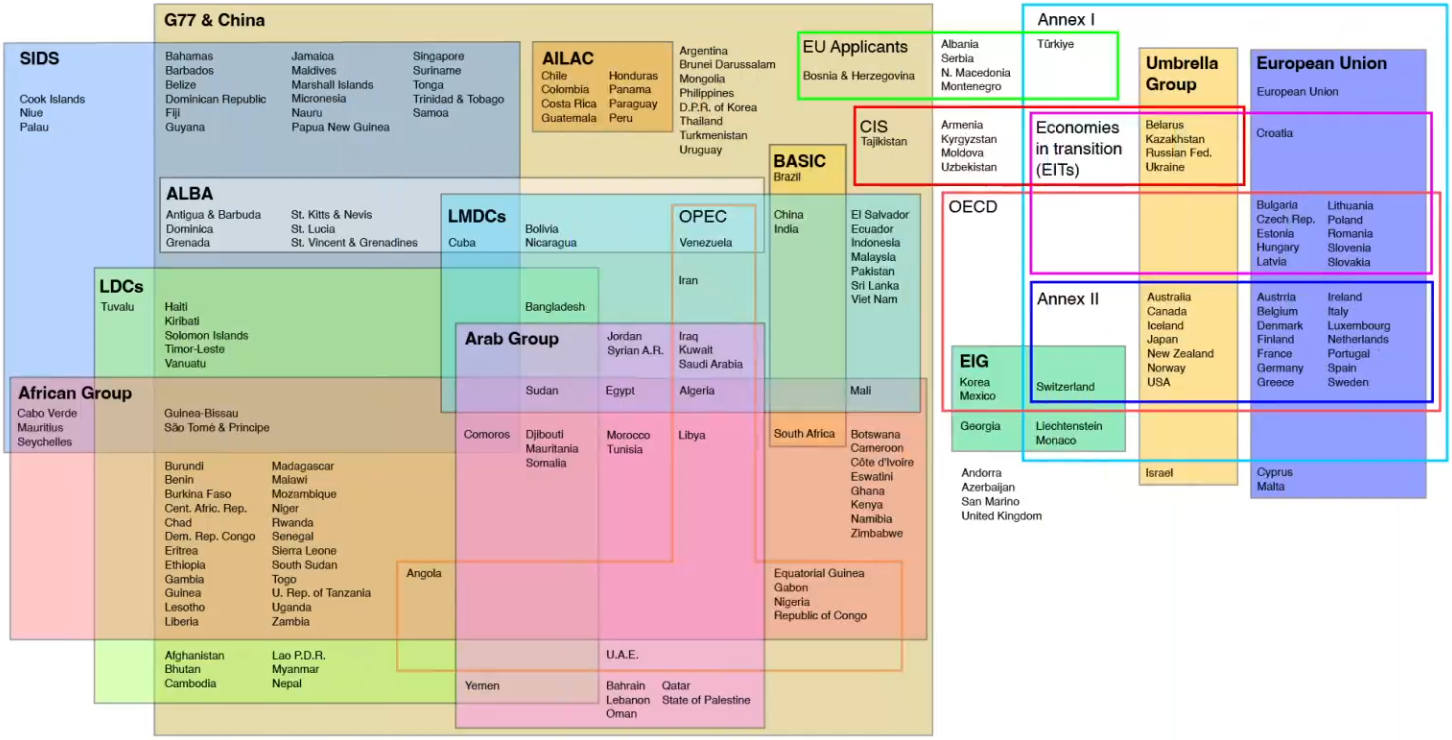 G77 & China
Annex I
SIDS
Cook Islands
Niue
Palau
Bahamas
Barbados
Belize
Dominican Republic
Fiji
Guyana
Jamaica
Maldives
Marshall Islands
Micronesia
Nauru
Papua New Guinea
Singapore
Suriname
Tonga
Trinidad & Tobago
Samoa
AILAC
Chile
Colombia
Costa Rica
Guatemala
Honduras
Panama
Paraguay
Peru
Argentina
Brunei Darussalam
Mongolia
Philippines
D.P.R. of Korea
Thailand
Turkmenistan
Uruguay
EU Applicants
Bosnia & Herzegovina
Albania
Serbia
N. Macedonia
Montenegro
Türkiye
Umbrella
Group
European Union
European Union
CIS
Tajikistan
Armenia
Kyrgyzstan
Moldova
Uzbekistan
Economies
in transition
(EITs)
Belarus
Kazakhstan
Russian Fed.
Ukraine
Croatia
BASIC
Brazil
China
India
ALBA
Antigua & Barbuda
Dominica
Grenada
St. Kitts & Nevis
St. Lucia
St. Vincent & Grenadines
LMDCs
Cuba
Bolivia
Nicaragua
OPEC
Venezuela
Iran
El Salvador
Ecuador
Indonesia
Malaysia
Pakistan
Sri Lanka
Viet Nam
OECD
Bulgaria
Czech Rep.
Estonia
Hungary
Latvia
Lithuania
Poland
Romania
Slovenia
Slovakia
LDCs
Tuvalu
Haiti
Kiribati
Solomon Islands
Timor-Leste
Vanuatu
Bangladesh
Arab Group
Jordan
Syrian A.R.
Iraq
Kuwait
Saudi Arabia
Annex II
Australia
Canada
Iceland
Japan
New Zealand
Norway
USA
Austrria
Belgium
Denmark
Finland
France
Germany
Greece
Ireland
Italy
Luxembourg
Netherlands
Portugal
Spain
Sweden
EIG
Korea
Mexico
Switzerland
Georgia
Liechtenstein
Monaco
African Group
Cabo Verde
Mauritius
Seychelles
Guinea-Bissau
São Tomé & Principe
Sudan
Egypt
Algeria
Mali
Comoros
Djibouti
Mauritania
Somalia
Morocco
Tunisia
Libya
South Africa
Botswana
Cameroon
Côte d'Ivoire
Eswatini
Ghana
Kenya
Namibia
Zimbabwe
Andorra
Azerbaijan
San Marino
United Kingdom
Israel
Cyprus
Malta
Burundi
Benin
Burkina Faso
Cent. Afric. Rep.
Chad
Dem. Rep. Congo
Eritrea
Ethiopia
Gambia
Guinea
Lesotho
Liberia
Madagascar
Malawi
Mozambique
Niger
Rwanda
Senegal
Sierra Leone
South Sudan
Togo
U. Rep. of Tanzania
Uganda
Zambia
Angola
Equatorial Guinea
Gabon
Nigeria
Republic of Congo
Afghanistan
Bhutan
Cambodia
Lao P.D.R.
Myanmar
Nepal
U.A.E.
Yemen
Bahrain
Lebanon
Oman
Qatar
State of Palestine